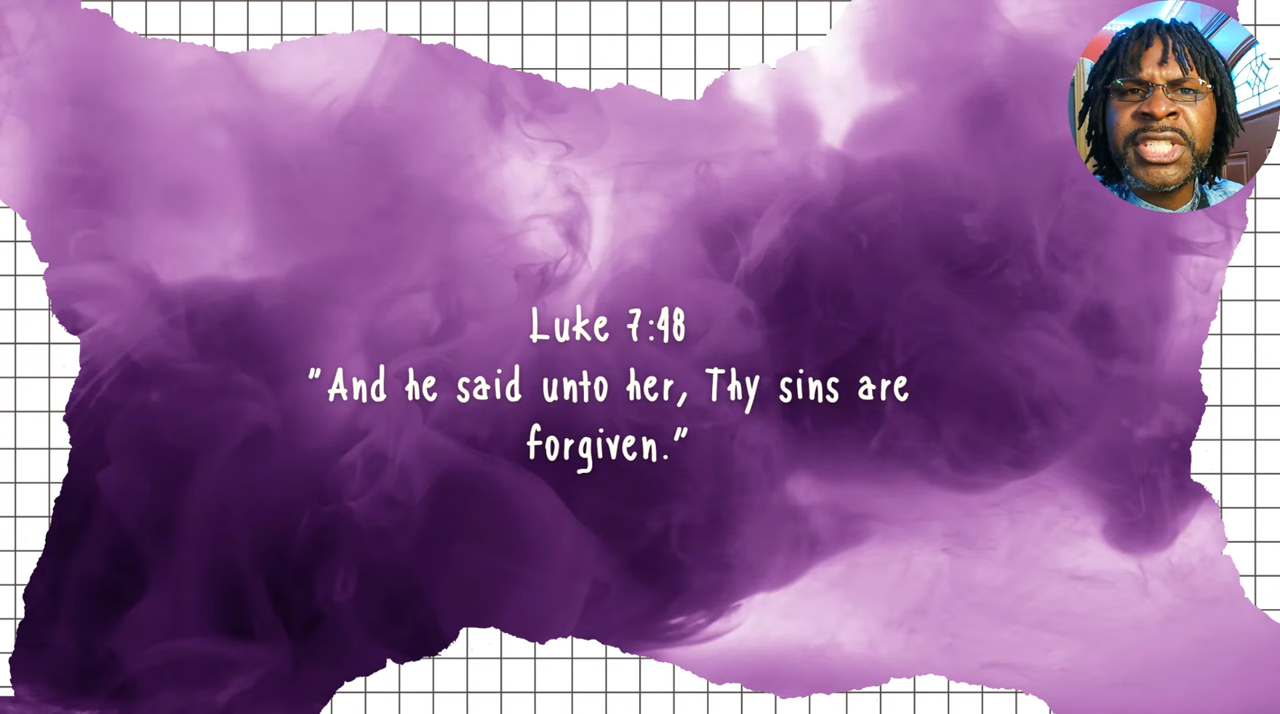 Luke 7:48
"And he said unto her, Thy sins are
forgiven."